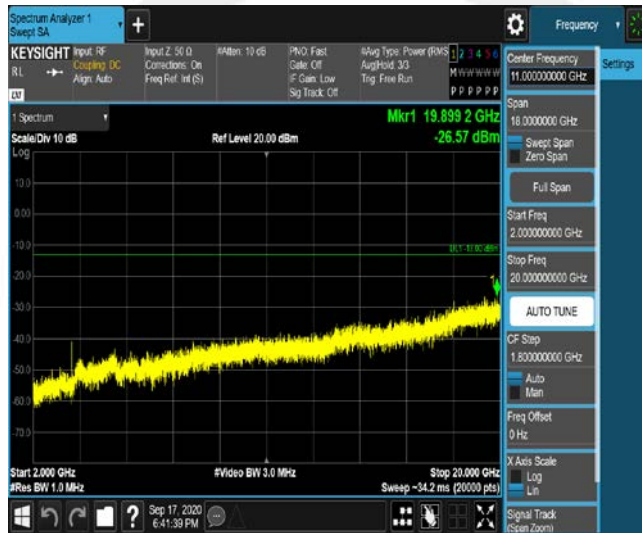 Spectrum Analyzer 1
Swept SA
Frequency
KEYSIGHT
RL
Input: RF
Coupling: DC
Align: Auto
Input Z: 50 Ω
Corrections: On
Freq Ref: Int (S)
#Atten: 10 dB
PNO: Fast
Gate: Off
IF Gain: Low
Sig Track: Off
#Avg Type: Power (RMS
Avg|Hold: 3/3
Trig: Free Run
1 2 3 4 5 6
M W W W W W
P P P P P P
LXI
Center Frequency
11.000000000 GHz
Settings
Span
18.0000000 GHz
Swept Span
Zero Span
Full Span
Start Freq
2.000000000 GHz
Stop Freq
20.000000000 GHz
AUTO TUNE
CF Step
1.800000000 GHz
Auto
Man
Freq Offset
0 Hz
X Axis Scale
Log
Lin
Signal Track
(Span Zoom)
1 Spectrum
Scale/Div 10 dB
Ref Level 20.00 dBm
Mkr1 19.899 2 GHz
-26.57 dBm
Log
10.0
0.00
-10.0
DL1 -13.00 dBm
-20.0
-30.0
-40.0
-50.0
-60.0
-70.0
Start 2.000 GHz
#Res BW 1.0 MHz
#Video BW 3.0 MHz
Stop 20.000 GHz
Sweep ~34.2 ms (20000 pts)
Sep 17, 2020
6:41:39 PM